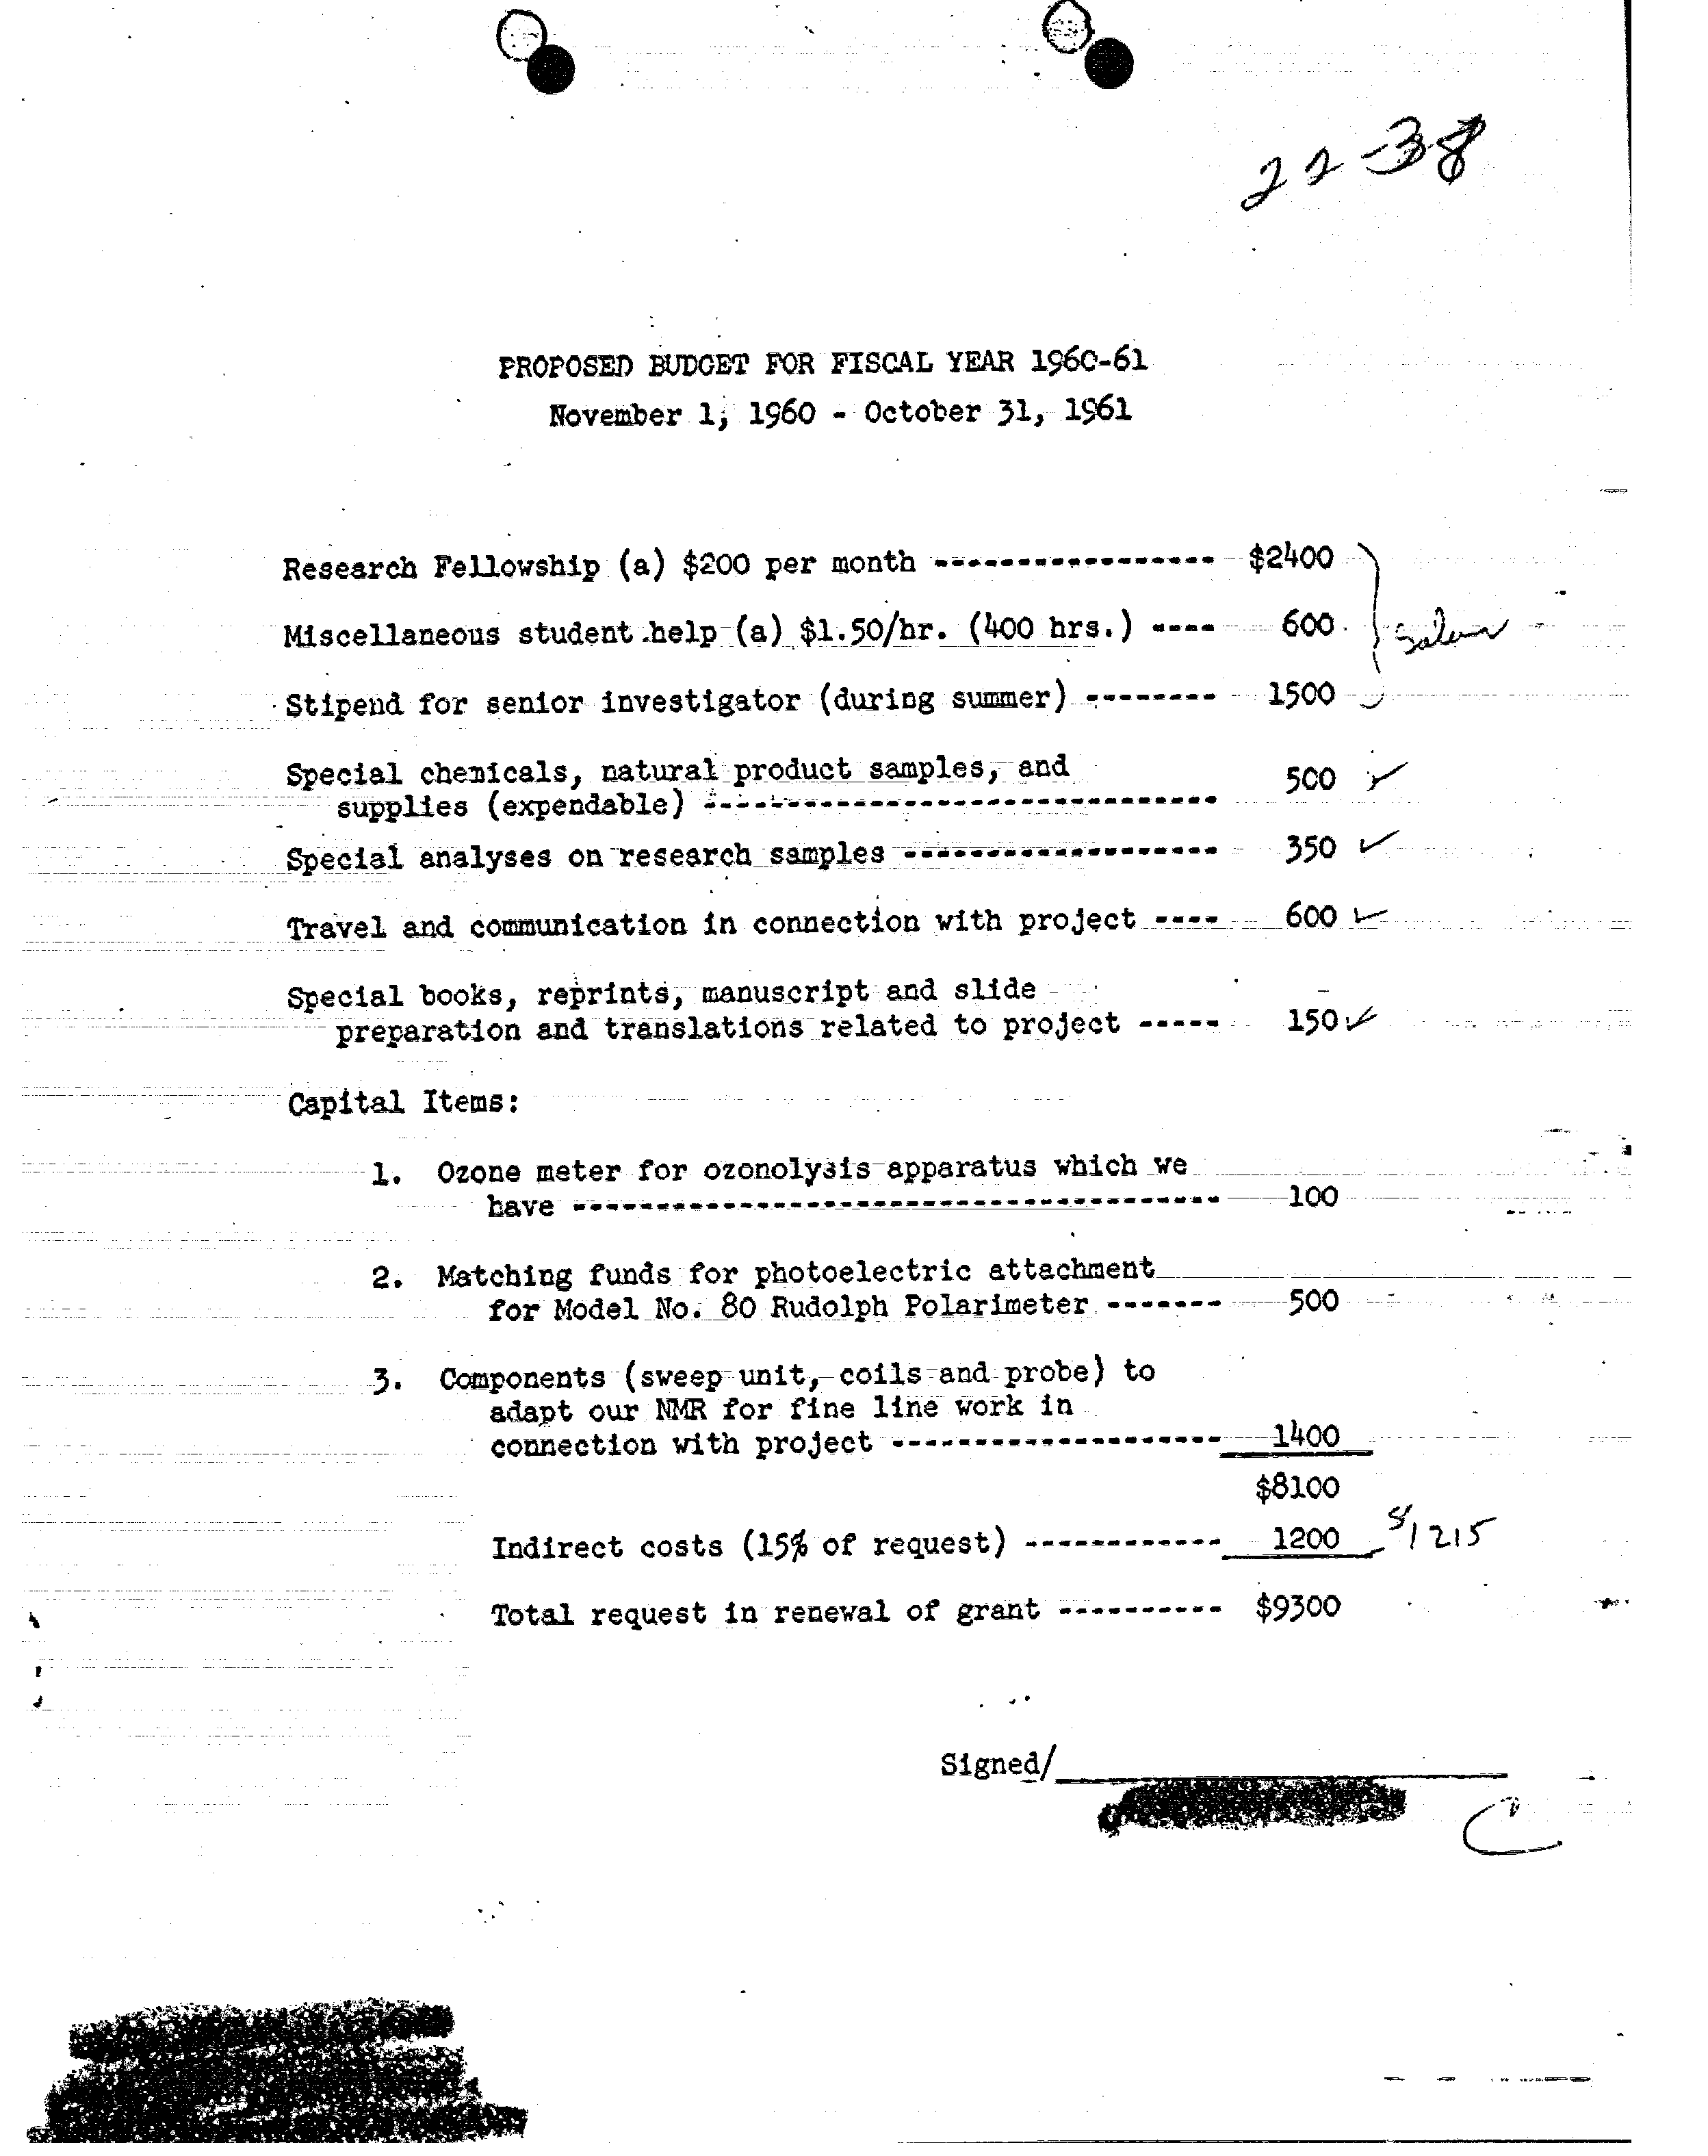 22-38
PROPOSED BUDGET FOR FISCAL YEAR 1960-61
November 1, 1960 - October 31, 1961
Research Fellowship (a) $200 per month ----------------- $2400
Miscellaneous student help (a) $1.50/hr. (400 hrs.) ---- 600
Stipend for senior investigator (during summer) -------- 1500
Special chemicals, natural product samples, and
supplies (expendable) ------------------------------- 500
Special analyses on research samples ------------------- 350
Travel and communication in connection with project ---- 600
Special books, reprints, manuscript and slide
preparation and translations related to project ----- 150
Capital Items:
1. Ozone meter for ozonolysis apparatus which we
have --------------------------------------- 100
2. Matching funds for photoelectric attachment
for Model No. 80 Rudolph Polarimeter ------- 500
3. Components (sweep unit, coils and probe) to
adapt our NMR for fine line work in
connection with project -------------------- 1400
$8100
Indirect costs (15% of request) ------------ 1200 $1215
Total request in renewal of grant ---------- $9300
Signed/
C